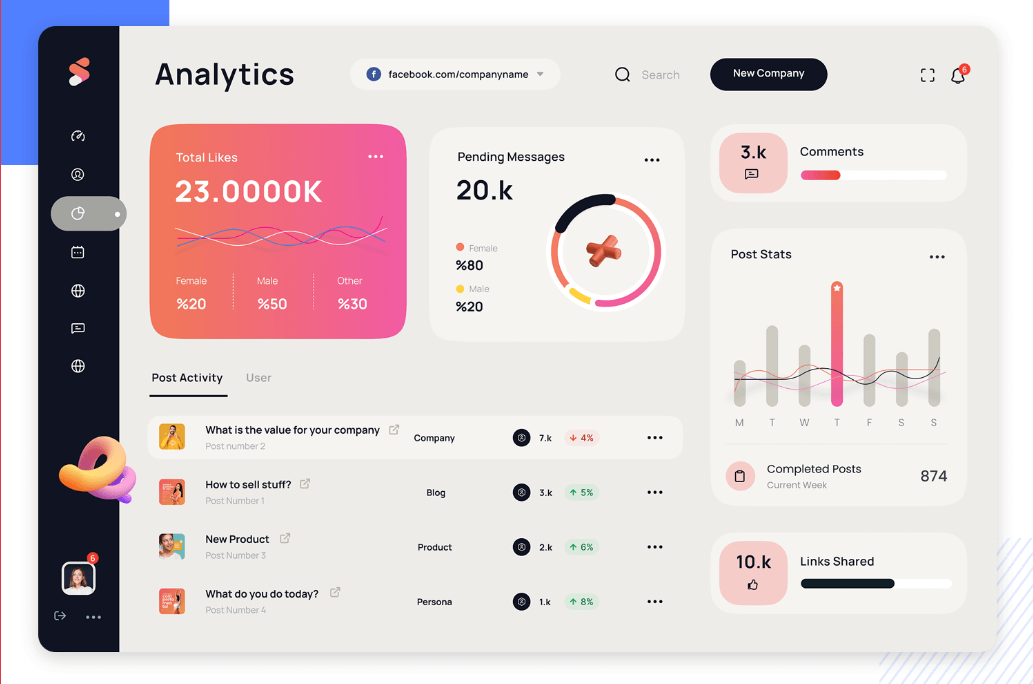 Analytics
facebook.com/companyname
Search
New Company
6
Total Likes
23.0000K
Female
Male
Other
%20
%50
%30
Pending Messages
20.k
Female
%80
Male
%20
3.k
Comments
Post Stats
M T W T F S S
Completed Posts
Current Week
874
10.k
Links Shared
Post Activity
User
What is the value for your company
Post number 2
Company
7.k
4%
How to sell stuff?
Post Number 1
Blog
3.k
5%
New Product
Post Number 3
Product
2.k
6%
What do you do today?
Post Number 4
Persona
1.k
8%
6